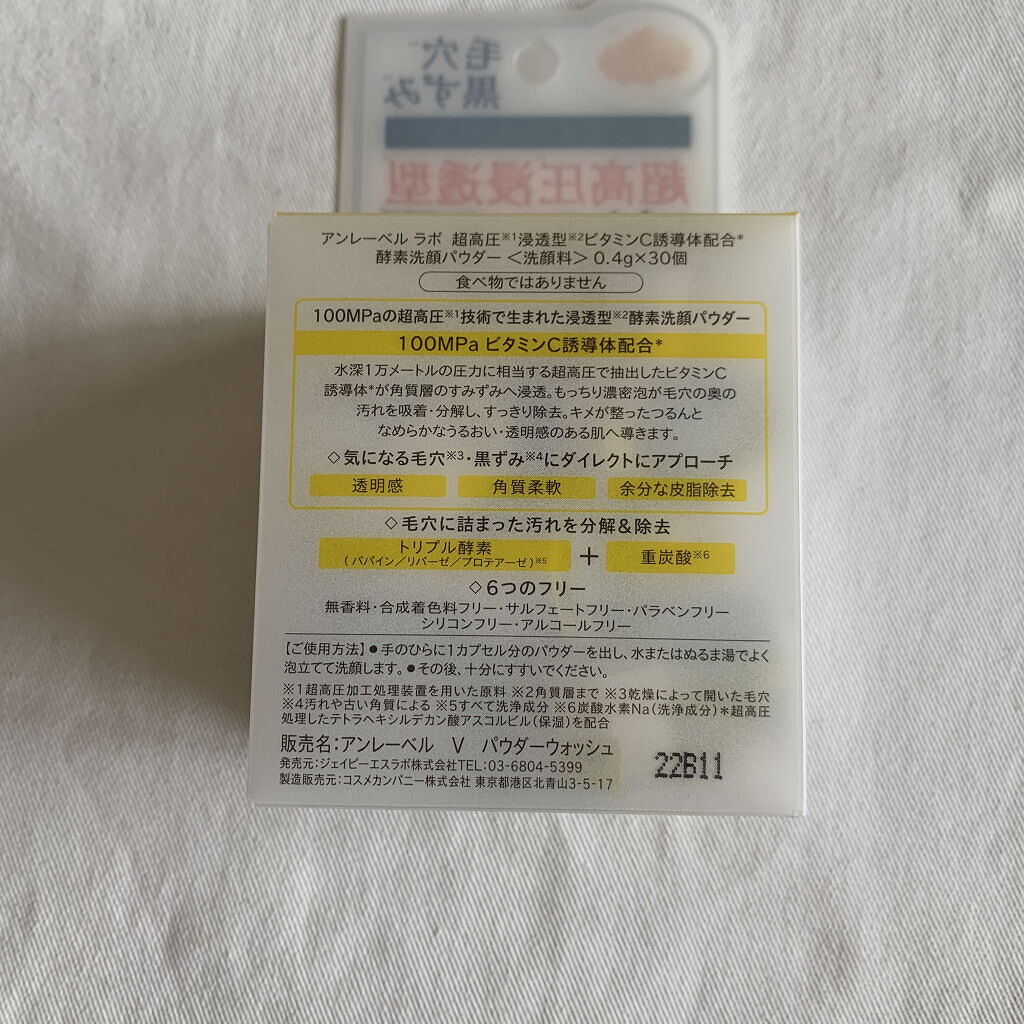 毛穴
黒ずみ
超高圧浸透型
アンレーベル ラボ 超高圧※1浸透型※2ビタミンC誘導体配合*
酵素洗顔パウダー ＜洗顔料＞ 0.4g×30個
食べ物ではありません
100MPaの超高圧※1技術で生まれた浸透型※2酵素洗顔パウダー
100MPa ビタミンC誘導体配合*
水深1万メートルの圧力に相当する超高圧で抽出したビタミンC
誘導体*が角質層のすみずみへ浸透。もっちり濃密泡が毛穴の奥の
汚れを吸着・分解し、すっきり除去。キメが整ったつるんと
なめらかなうるおい・透明感のある肌へ導きます。
◇気になる毛穴※3・黒ずみ※4にダイレクトにアプローチ
透明感 角質柔軟 余分な皮脂除去
◇毛穴に詰まった汚れを分解＆除去
トリプル酵素 + 重炭酸※6
(パパイン／リパーゼ／プロテアーゼ)※5
◇6つのフリー
無香料・合成着色料フリー・サルフェートフリー・パラベンフリー
シリコンフリー・アルコールフリー
【ご使用方法】●手のひらに1カプセル分のパウダーを出し、水またはぬるま湯でよく
泡立てて洗顔します。●その後、十分にすすいでください。
※1超高圧加工処理装置を用いた原料 ※2角質層まで ※3乾燥によって開いた毛穴
※4汚れや古い角質による ※5すべて洗浄成分 ※6炭酸水素Na(洗浄成分)*超高圧
処理したテトラヘキシルデカン酸アスコルビル(保湿)を配合
販売名:アンレーベル V パウダーウォッシュ
発売元:ジェイピーエスラボ株式会社TEL:03-6804-5399
製造販売元:コスメカンパニー株式会社 東京都港区北青山3-5-17
22B11